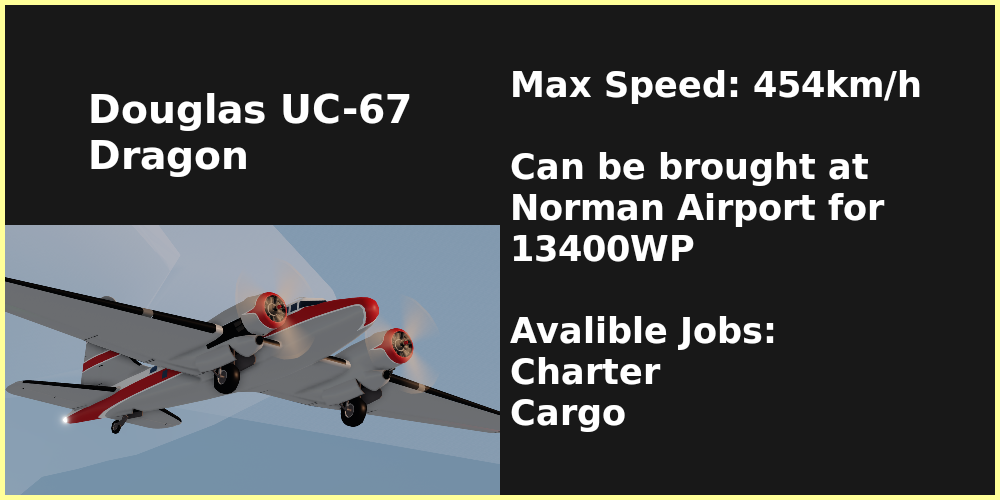 Douglas UC-67
Dragon
Max Speed: 454km/h
Can be brought at
Norman Airport for
13400WP
Avalible Jobs:
Charter
Cargo